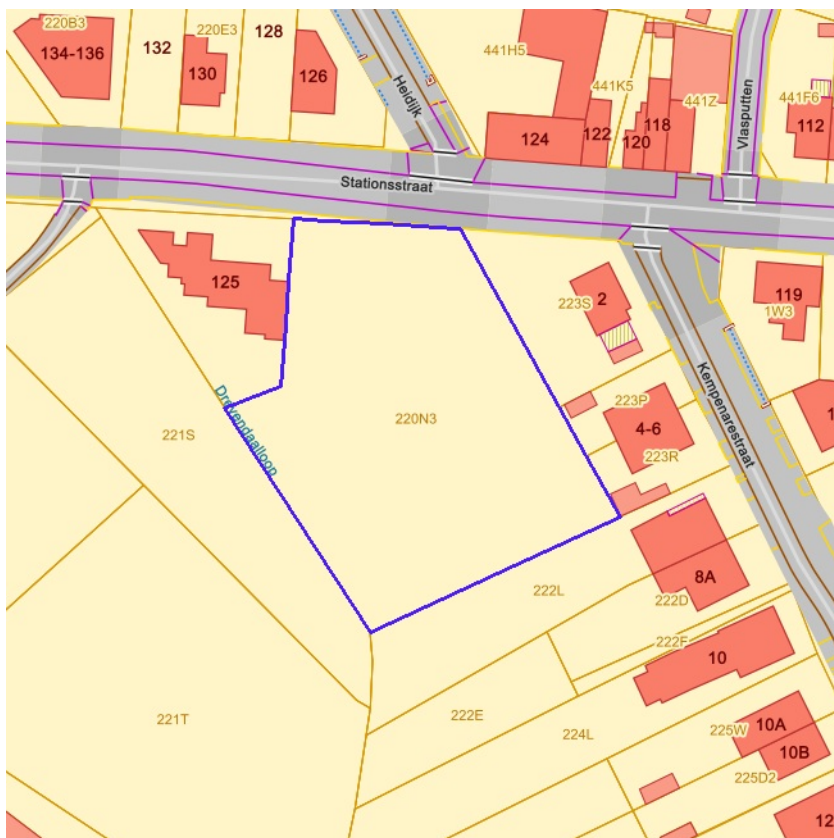 220B3
134-136
132
220E3
130
128
126
Heidijk
441H5
441K5
124
122
120
118
441Z
Vlasputten
441F6
112
Stationsstraat
125
2
223S
119
1W3
Drevendaalloop
221S
220N3
223P
4-6
223R
Kempenarestraat
8A
222L
222D
222F
10
222E
221T
224L
225W
10A
10B
225D2
12